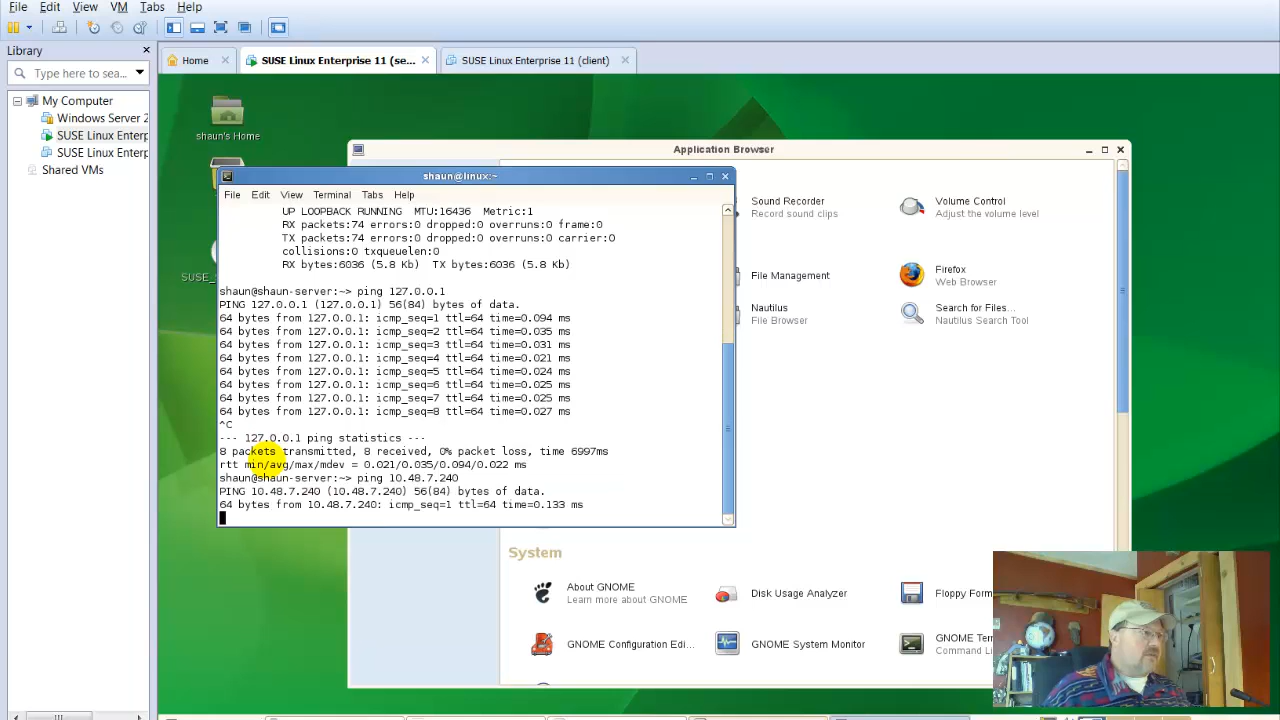 File Edit View VM Tabs Help
Library
Type here to sea...
Home
SUSE Linux Enterprise 11 (se...
SUSE Linux Enterprise 11 (client)
My Computer
Windows Server 2
SUSE Linux Enterp
SUSE Linux Enterp
Shared VMs
shaun's Home
SUSE_S
Application Browser
shaun@linux:~
File Edit View Terminal Tabs Help
UP LOOPBACK RUNNING MTU:16436 Metric:1
RX packets:74 errors:0 dropped:0 overruns:0 frame:0
TX packets:74 errors:0 dropped:0 overruns:0 carrier:0
collisions:0 txqueuelen:0
RX bytes:6036 (5.8 Kb) TX bytes:6036 (5.8 Kb)
shaun@shaun-server:~> ping 127.0.0.1
PING 127.0.0.1 (127.0.0.1) 56(84) bytes of data.
64 bytes from 127.0.0.1: icmp_seq=1 ttl=64 time=0.094 ms
64 bytes from 127.0.0.1: icmp_seq=2 ttl=64 time=0.035 ms
64 bytes from 127.0.0.1: icmp_seq=3 ttl=64 time=0.031 ms
64 bytes from 127.0.0.1: icmp_seq=4 ttl=64 time=0.021 ms
64 bytes from 127.0.0.1: icmp_seq=5 ttl=64 time=0.024 ms
64 bytes from 127.0.0.1: icmp_seq=6 ttl=64 time=0.025 ms
64 bytes from 127.0.0.1: icmp_seq=7 ttl=64 time=0.025 ms
64 bytes from 127.0.0.1: icmp_seq=8 ttl=64 time=0.027 ms
^C
--- 127.0.0.1 ping statistics ---
8 packets transmitted, 8 received, 0% packet loss, time 6997ms
rtt min/avg/max/mdev = 0.021/0.035/0.094/0.022 ms
shaun@shaun-server:~> ping 10.48.7.240
PING 10.48.7.240 (10.48.7.240) 56(84) bytes of data.
64 bytes from 10.48.7.240: icmp_seq=1 ttl=64 time=0.133 ms
Sound Recorder
Record sound clips
Volume Control
Adjust the volume level
File Management
Firefox
Web Browser
Nautilus
File Browser
Search for Files...
Nautilus Search Tool
System
About GNOME
Learn more about GNOME
Disk Usage Analyzer
Floppy Form
GNOME Configuration Edi...
GNOME System Monitor
GNOME Ter
Command Li